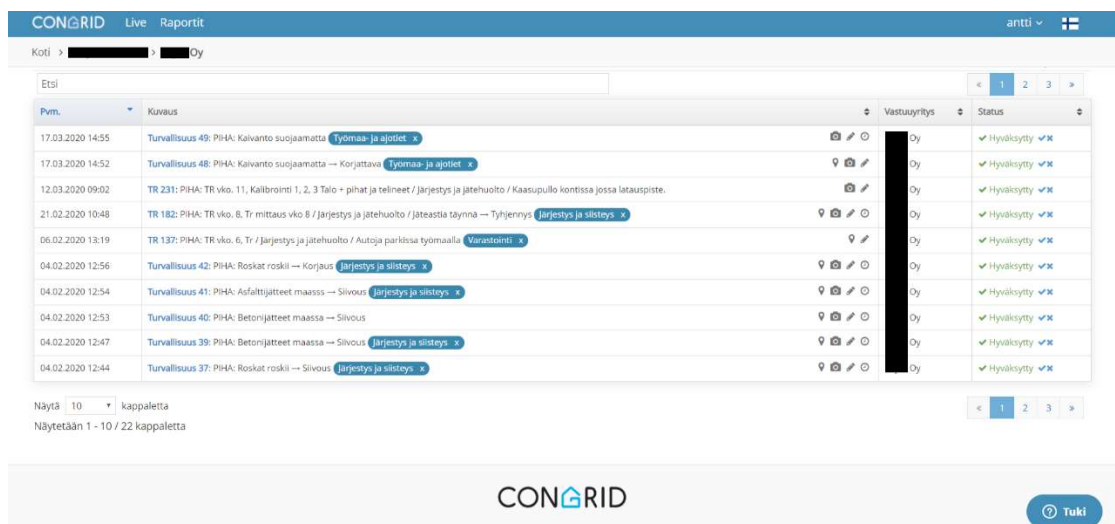 CONGRID Live Raportit antti
Koti > > Oy
Etsi « 1 2 3 »
Pvm. Kuvaus Vastuuyritys Status
17.03.2020 14:55 Turvallisuus 49: PIHA: Kaivanto suojaamatta Työmaa- ja ajotiet x Oy Hyväksytty
17.03.2020 14:52 Turvallisuus 48: PIHA: Kaivanto suojaamatta → Korjattava Työmaa- ja ajotiet x Oy Hyväksytty
12.03.2020 09:02 TR 231: PIHA: TR vko. 11, Kalibrointi 1, 2, 3 Talo + pihat ja telineet / Järjestys ja jätehuolto / Kaasupullo kontissa jossa latauspiste. Oy Hyväksytty
21.02.2020 10:48 TR 182: PIHA: TR vko. 8, Tr mittaus vko 8 / Järjestys ja jätehuolto / Jäteastia täynnä → Tyhjennys Järjestys ja siisteys x Oy Hyväksytty
06.02.2020 13:19 TR 137: PIHA: TR vko. 6, Tr / Järjestys ja jätehuolto / Autoja parkissa työmaalla Varastointi x Oy Hyväksytty
04.02.2020 12:56 Turvallisuus 42: PIHA: Roskat roskii → Korjaus Järjestys ja siisteys x Oy Hyväksytty
04.02.2020 12:54 Turvallisuus 41: PIHA: Asfalttijätteet maasss → Siivous Järjestys ja siisteys x Oy Hyväksytty
04.02.2020 12:53 Turvallisuus 40: PIHA: Betonijätteet maassa → Siivous Oy Hyväksytty
04.02.2020 12:47 Turvallisuus 39: PIHA: Betonijätteet maassa → Siivous Järjestys ja siisteys x Oy Hyväksytty
04.02.2020 12:44 Turvallisuus 37: PIHA: Roskat roskii → Siivous Järjestys ja siisteys x Oy Hyväksytty
Näytä 10 kappaletta « 1 2 3 »
Näytetään 1 - 10 / 22 kappaletta
CONGRID
Tuki